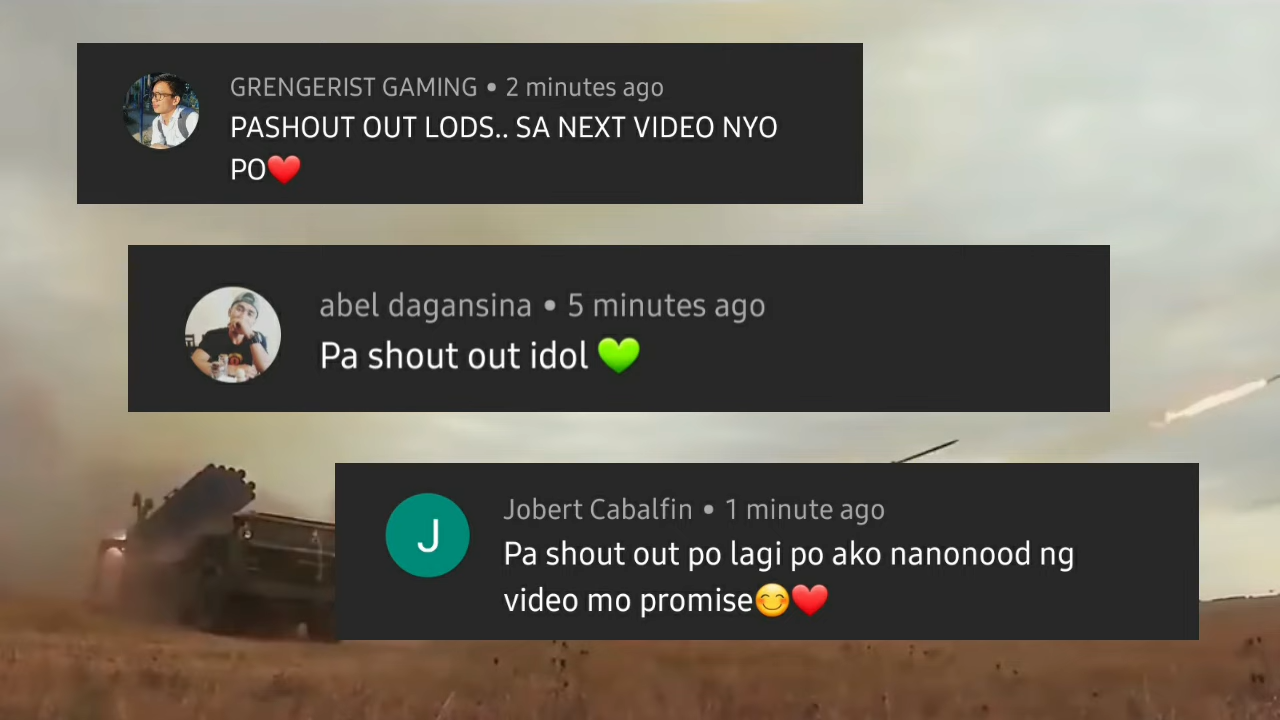 GRENGERIST GAMING • 2 minutes ago
PASHOUT OUT LODS.. SA NEXT VIDEO NYO
PO❤️
abel dagansina • 5 minutes ago
Pa shout out idol 💚
J
Jobert Cabalfin • 1 minute ago
Pa shout out po lagi po ako nanonood ng
video mo promise😊❤️